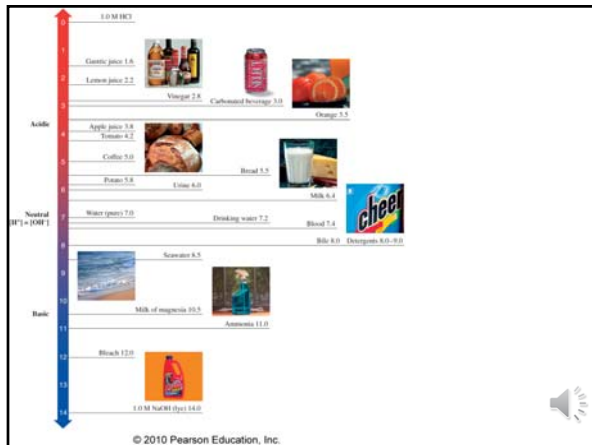 0
1.0 M HCl
1
Gastric juice 1.6
2
Lemon juice 2.2
Vinegar 2.8
Carbonated beverage 3.0
SELECT
3
Orange 3.5
Acidic
Apple juice 3.8
4
Tomato 4.2
Coffee 5.0
5
Bread 5.5
Potato 5.8
6
Urine 6.0
Milk 6.4
cheer
Neutral
[H⁺] = [OH⁻]
7
Water (pure) 7.0
Drinking water 7.2
Blood 7.4
8
Bile 8.0
Detergents 8.0–9.0
Seawater 8.5
9
10
Milk of magnesia 10.5
Basic
11
Ammonia 11.0
12
Bleach 12.0
13
14
1.0 M NaOH (lye) 14.0
© 2010 Pearson Education, Inc.